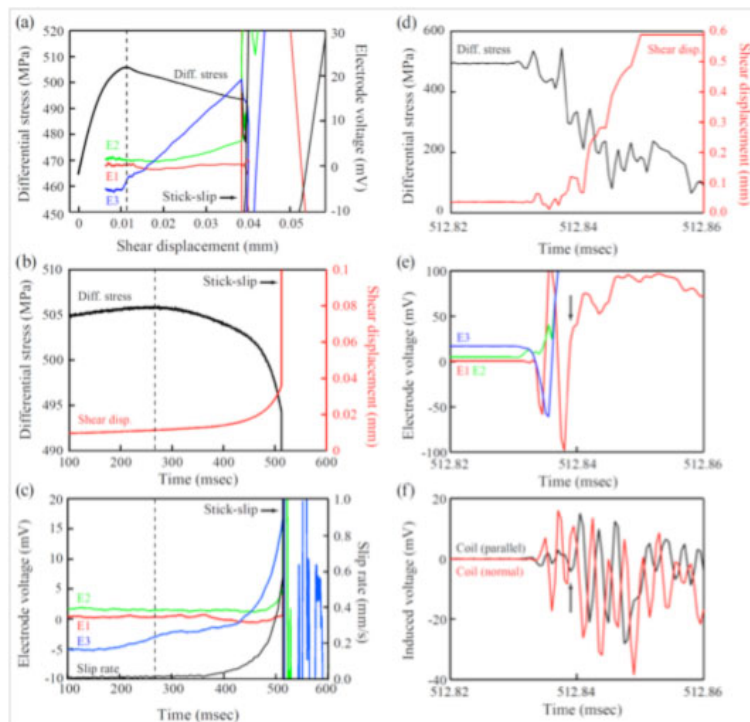 (a)
520
510
500
490
480
470
460
450
Differential stress (MPa)
Diff. stress
E2
E1
E3
Stick-slip
30
20
10
0
-10
Electrode voltage (mV)
0 0.01 0.02 0.03 0.04 0.05
Shear displacement (mm)
(b)
510
505
500
495
490
Differential stress (MPa)
Diff. stress
Stick-slip
Shear disp.
0.1
0.08
0.06
0.04
0.02
0
Shear displacement (mm)
100 200 300 400 500 600
Time (msec)
(c)
20
15
10
5
0
-5
-10
Electrode voltage (mV)
Stick-slip
E2
E1
E3
Slip rate
1.0
0.8
0.6
0.4
0.2
0.0
Slip rate (mm/s)
100 200 300 400 500 600
Time (msec)
(d)
600
400
200
0
Differential stress (MPa)
Diff. stress
Shear disp.
0.6
0.5
0.4
0.3
0.2
0.1
0.0
Shear displacement (mm)
512.82 512.84 512.86
Time (msec)
(e)
100
50
0
-50
-100
Electrode voltage (mV)
E3
E1 E2
512.82 512.84 512.86
Time (msec)
(f)
20
0
-20
-40
Induced voltage (mV)
Coil (parallel)
Coil (normal)
512.82 512.84 512.86
Time (msec)